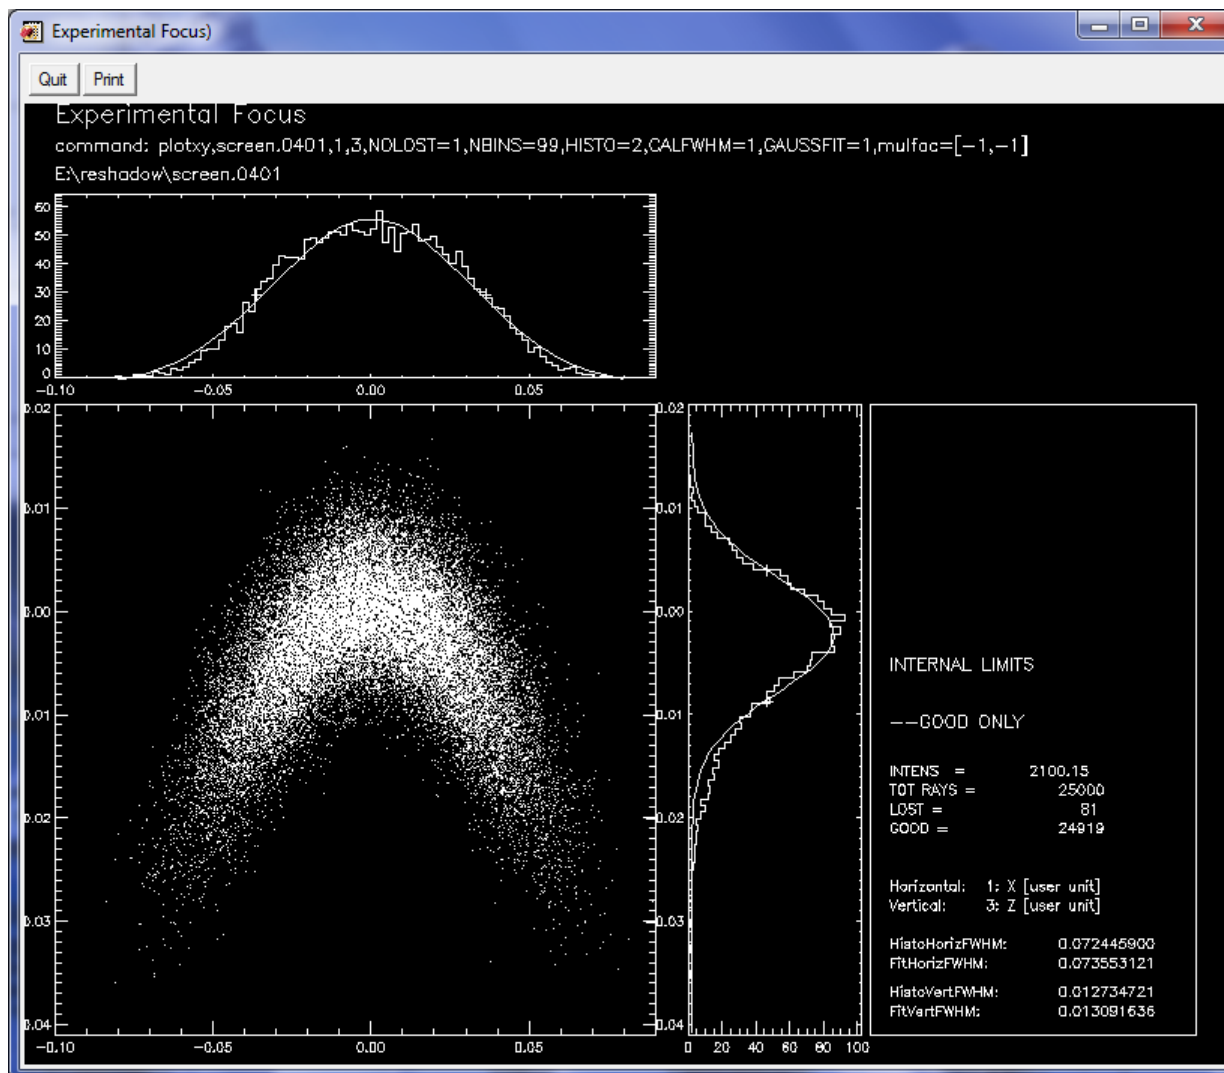 Experimental Focus)
Quit Print
Experimental Focus
command: plotxy,screen.0401,1,3,NOLOST=1,NBINS=99,HISTO=2,CALFWHM=1,GAUSSFIT=1,mulfac=[-1,-1]
E:\reshadow\screen.0401
60
50
40
30
20
10
0
-0.10 -0.05 0.00 0.05
0.02 0.02
0.01 0.01
0.00 0.00
0.01 0.01
0.02 0.02
0.03 0.03
0.04 0.04
-0.10 -0.05 0.00 0.05 0 20 40 60 80 100
INTERNAL LIMITS
--GOOD ONLY
INTENS = 2100.15
TOT RAYS = 25000
LOST = 81
GOOD = 24919
Horizontal: 1: X [user unit]
Vertical: 3: Z [user unit]
HistoHorizFWHM: 0.072445900
FitHorizFWHM: 0.073553121
HistoVertFWHM: 0.012734721
FitVertFWHM: 0.013091636